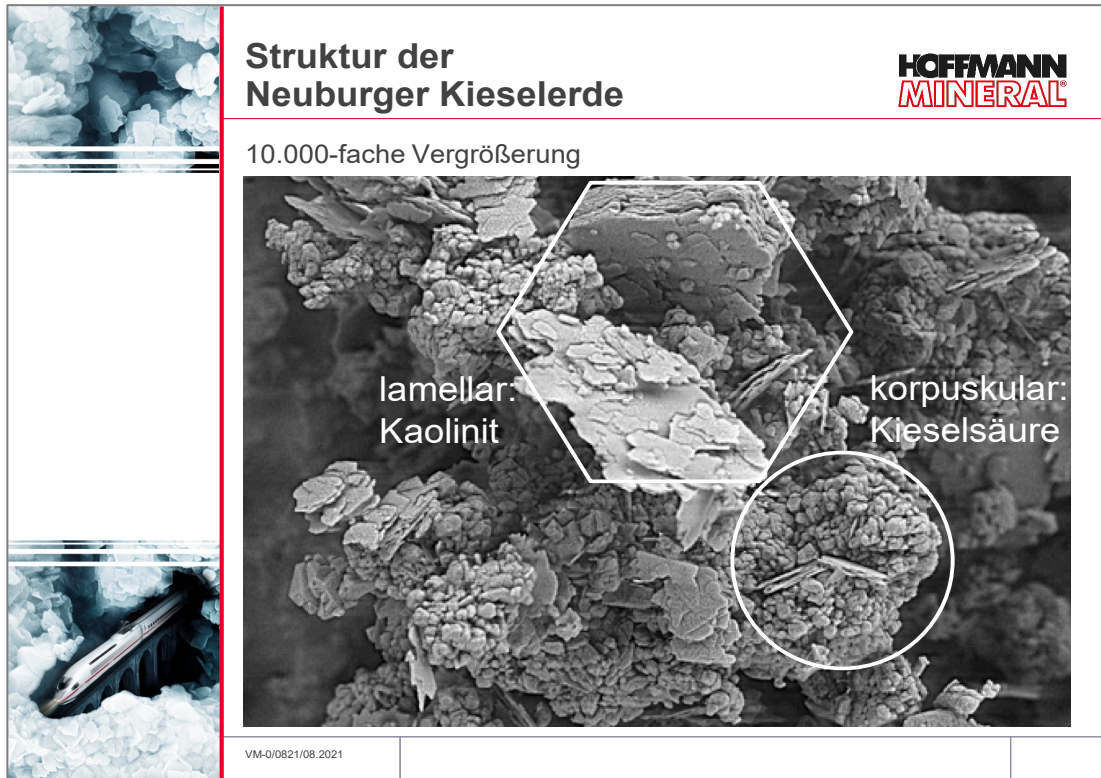 Struktur der
Neuburger Kieselerde
HOFFMANN
MINERAL®
10.000-fache Vergrößerung
lamellar:
Kaolinit
korpuskular:
Kieselsäure
VM-0/0821/08.2021